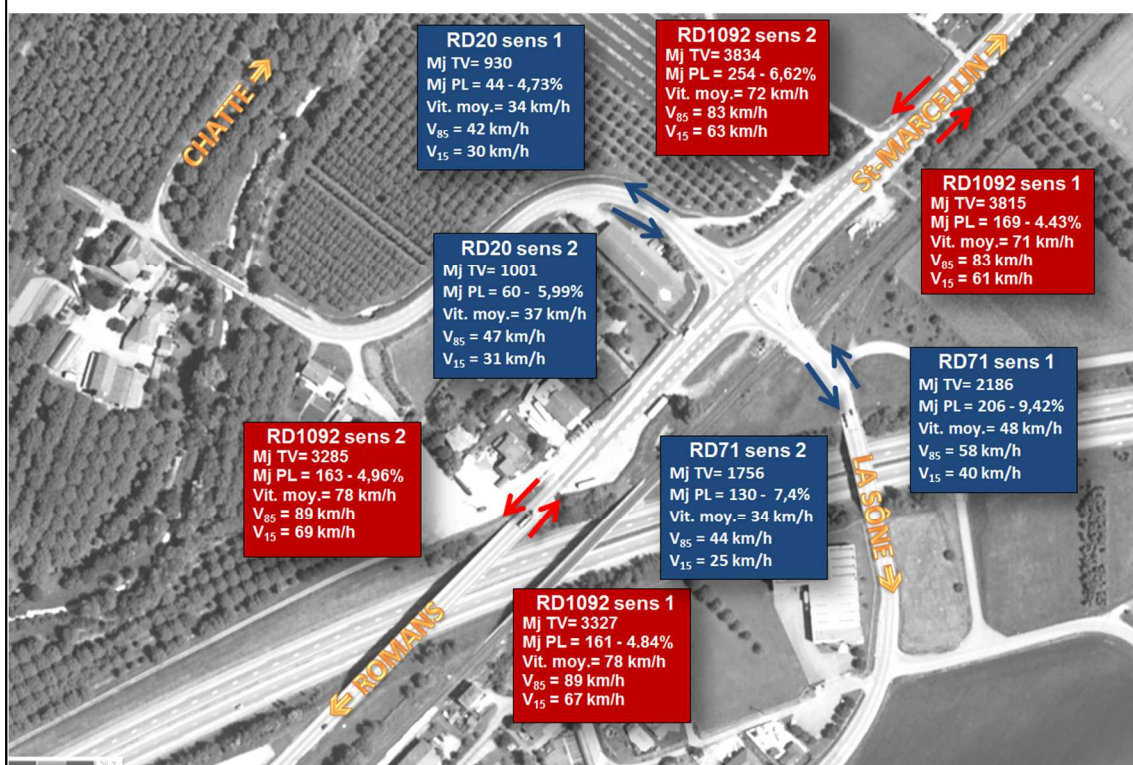 RD20 sens 1
Mj TV= 930
Mj PL = 44 - 4,73%
Vit. moy.= 34 km/h
V₈₅ = 42 km/h
V₁₅ = 30 km/h
RD1092 sens 2
Mj TV= 3834
Mj PL = 254 - 6,62%
Vit. moy.= 72 km/h
V₈₅ = 83 km/h
V₁₅ = 63 km/h
CHATTE
St-MARCELLIN
RD1092 sens 1
Mj TV= 3815
Mj PL = 169 - 4.43%
Vit. moy.= 71 km/h
V₈₅ = 83 km/h
V₁₅ = 61 km/h
RD20 sens 2
Mj TV= 1001
Mj PL = 60 - 5,99%
Vit. moy.= 37 km/h
V₈₅ = 47 km/h
V₁₅ = 31 km/h
RD71 sens 1
Mj TV= 2186
Mj PL = 206 - 9,42%
Vit. moy.= 48 km/h
V₈₅ = 58 km/h
V₁₅ = 40 km/h
RD1092 sens 2
Mj TV= 3285
Mj PL = 163 - 4,96%
Vit. moy.= 78 km/h
V₈₅ = 89 km/h
V₁₅ = 69 km/h
RD71 sens 2
Mj TV= 1756
Mj PL = 130 - 7,4%
Vit. moy.= 34 km/h
V₈₅ = 44 km/h
V₁₅ = 25 km/h
LA SÔNE
RD1092 sens 1
Mj TV= 3327
Mj PL = 161 - 4.84%
Vit. moy.= 78 km/h
V₈₅ = 89 km/h
V₁₅ = 67 km/h
ROMANS